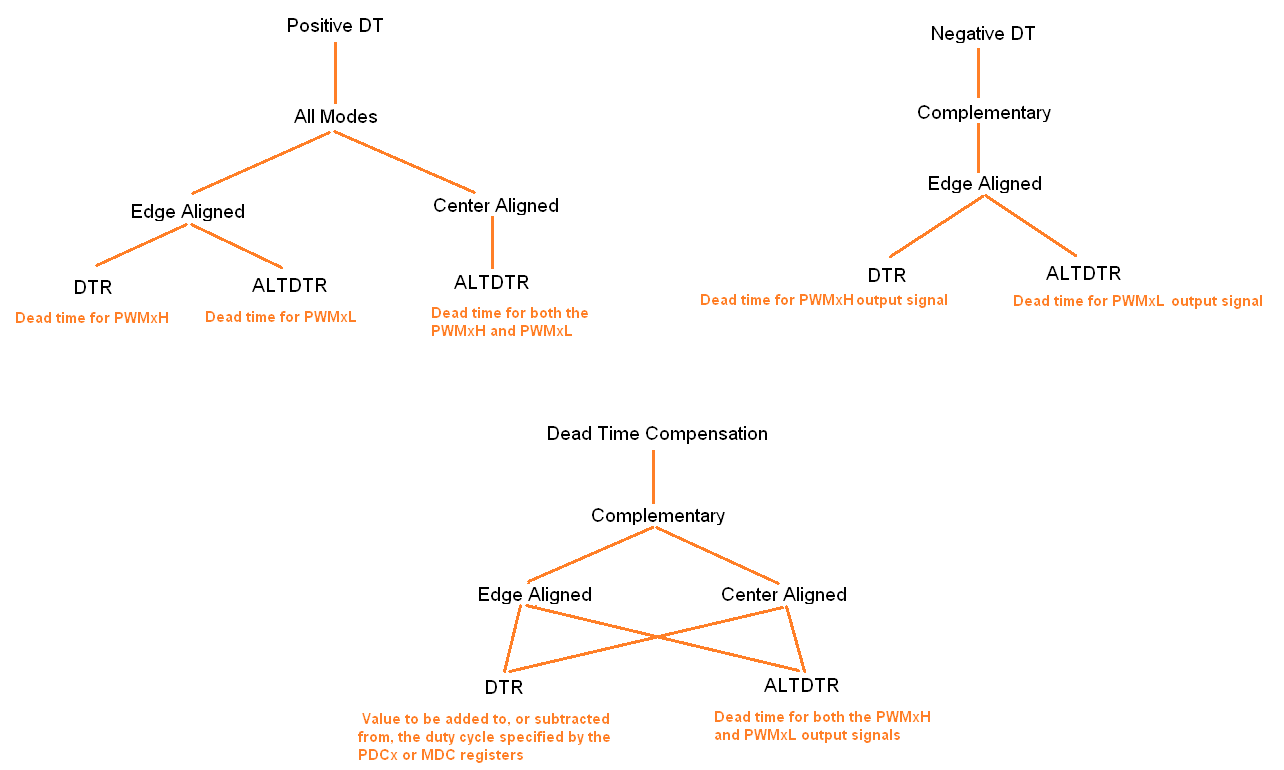 Positive DT
All Modes
Edge Aligned
Center Aligned
DTR
ALTDTR
ALTDTR
Dead time for PWMxH
Dead time for PWMxL
Dead time for both the
PWMxH and PWMxL
Negative DT
Complementary
Edge Aligned
DTR
ALTDTR
Dead time for PWMxH output signal
Dead time for PWMxL output signal
Dead Time Compensation
Complementary
Edge Aligned
Center Aligned
DTR
ALTDTR
Value to be added to, or subtracted
from, the duty cycle specified by the
PDCx or MDC registers
Dead time for both the PWMxH
and PWMxL output signals